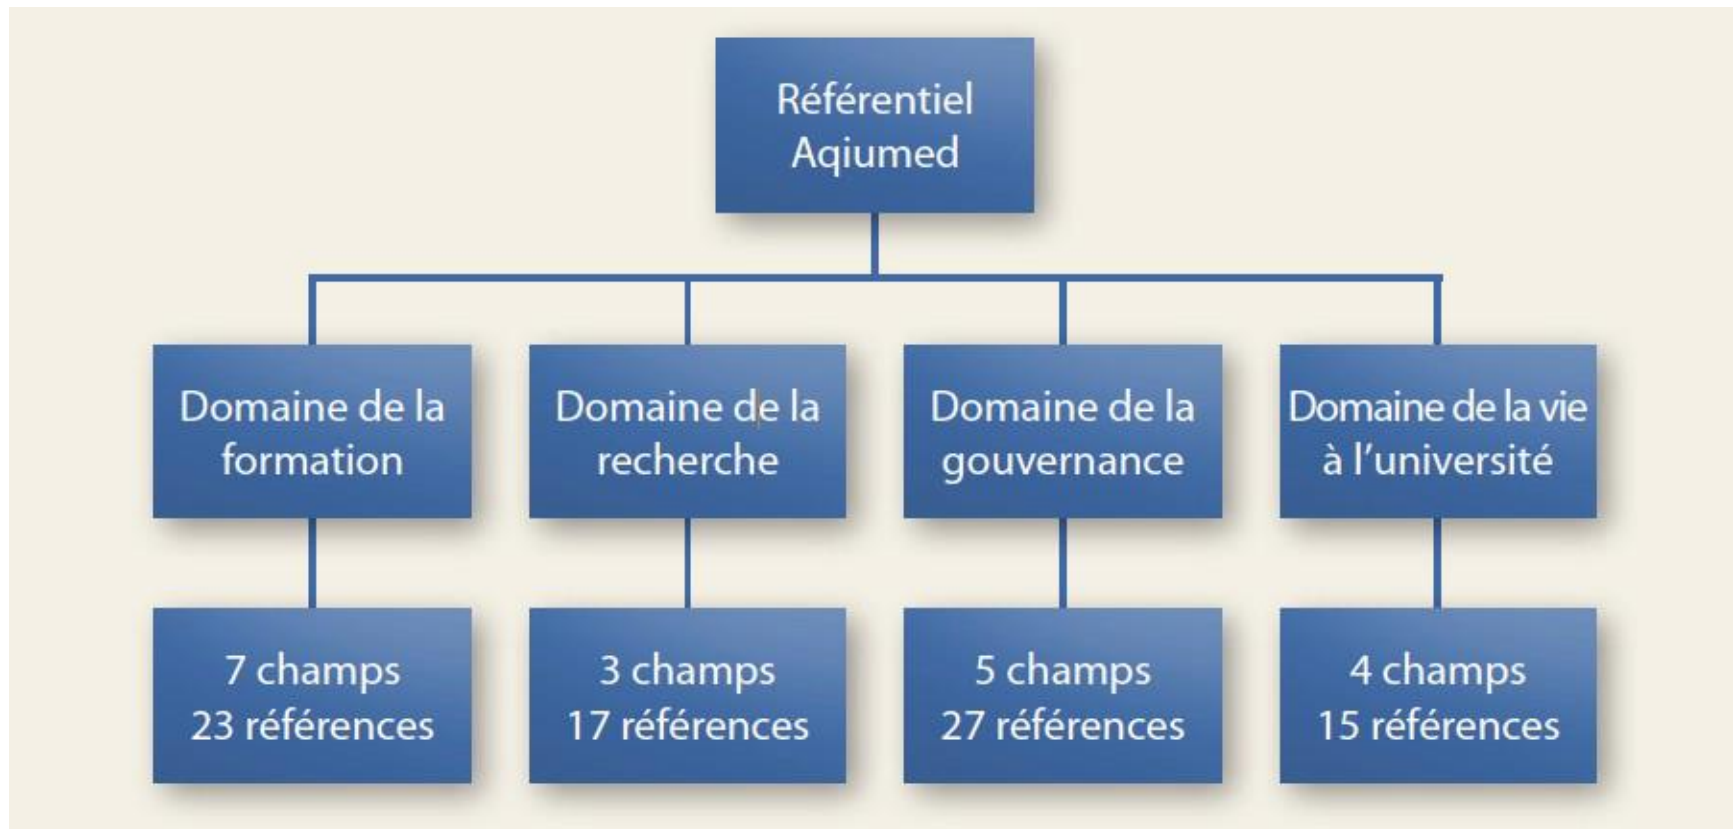 Référentiel
Aqiumed
Domaine de la
formation
Domaine de la
recherche
Domaine de la
gouvernance
Domaine de la vie
à l’université
7 champs
23 références
3 champs
17 références
5 champs
27 références
4 champs
15 références